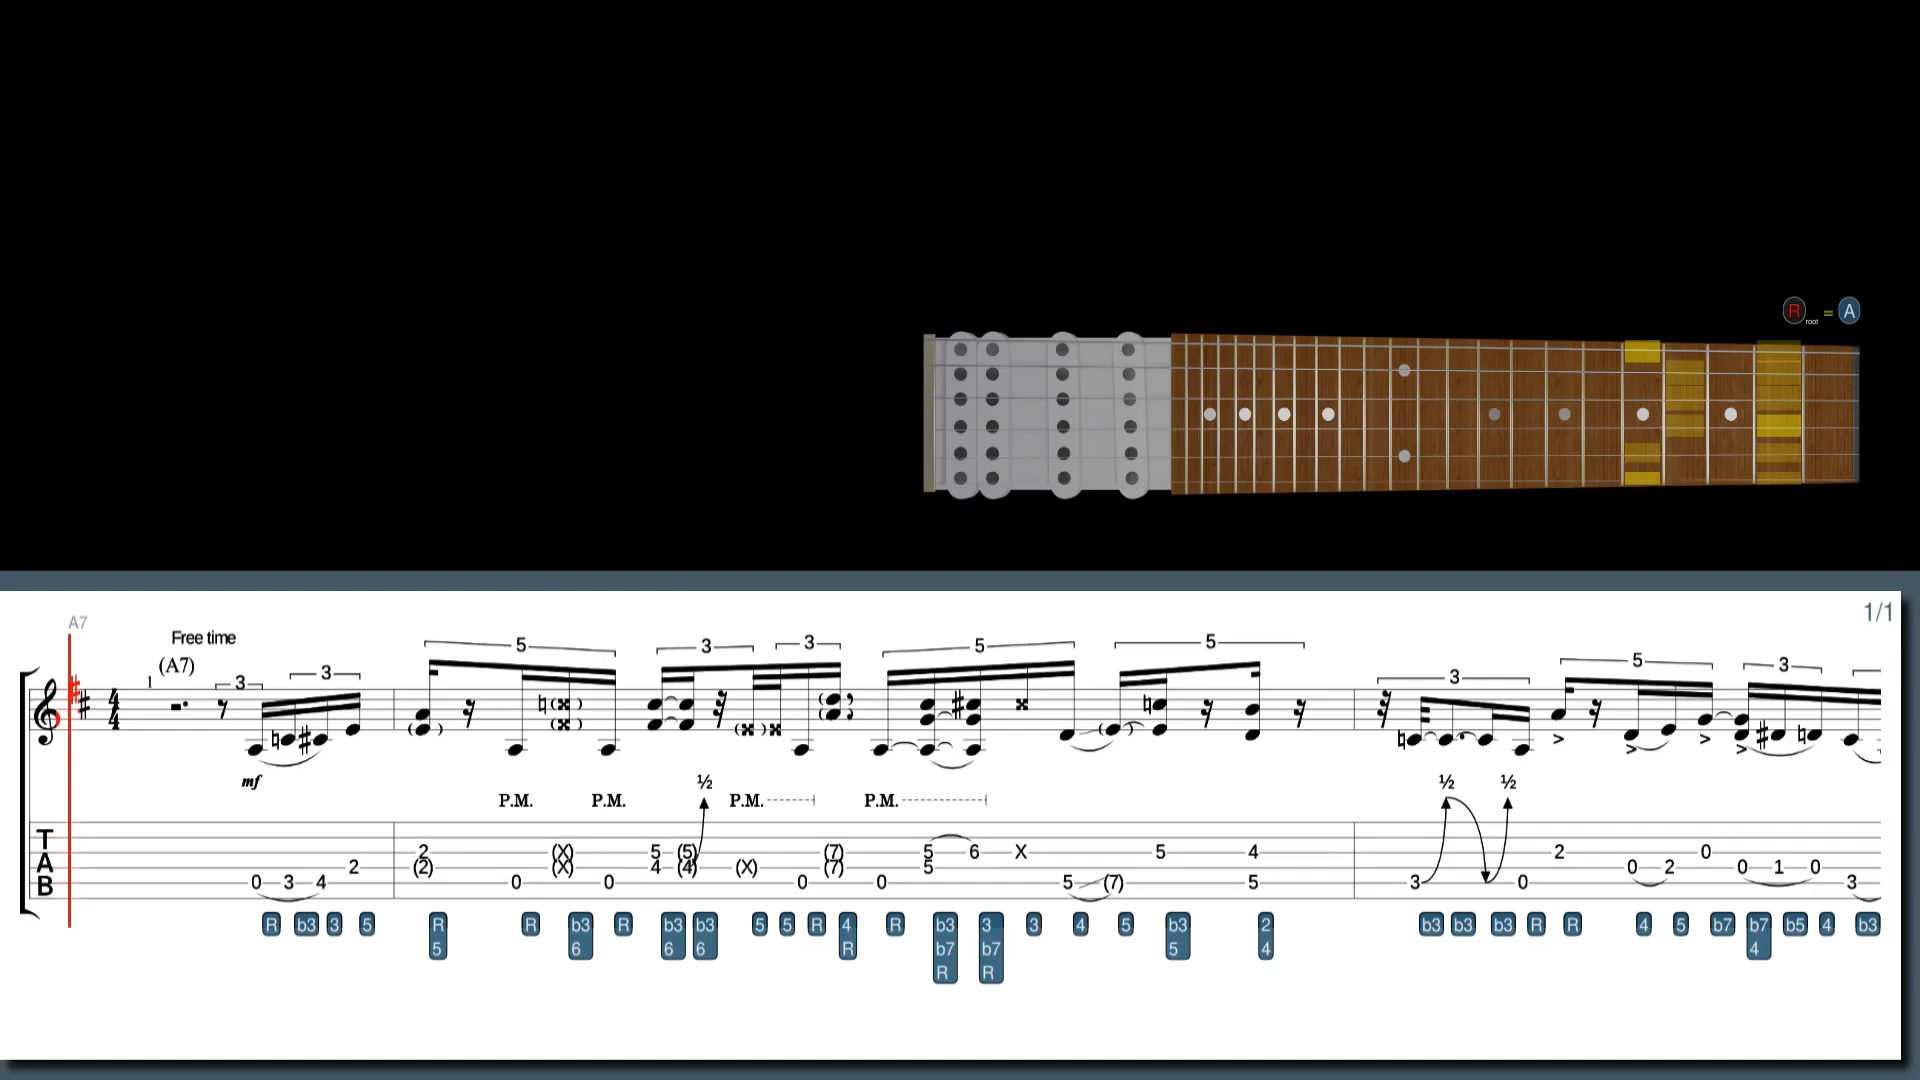 R root = A
1/1
A7
Free time
(A7)
1
3 3 5 3 3 5 5 3 5 3
4
4
mf
½ ½ ½
P.M. P.M. P.M. P.M.
T
A
B
2 (X) 5 (5) (7) 5 6 X 5 4 2 0
2 (2) (X) 4 (4) (X) (7) 5 0 2 0 1 0
0 3 4 0 0 0 0 5 (7) 5 3 0 3
R b3 3 5 R R b3 R b3 b3 5 5 R 4 R b3 3 3 4 5 b3 2 b3 b3 b3 R R 4 5 b7 b7 b5 4 b3
5 6 6 6 R b7 b7 5 4 4
R R